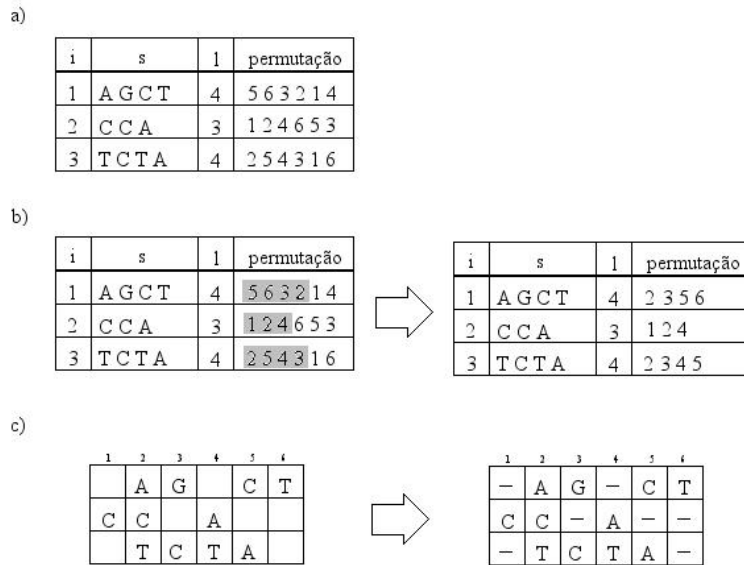 a)
i s l permutação
1 A G C T 4 5 6 3 2 1 4
2 C C A 3 1 2 4 6 5 3
3 T C T A 4 2 5 4 3 1 6
b)
i s l permutação
1 A G C T 4 5 6 3 2 1 4
2 C C A 3 1 2 4 6 5 3
3 T C T A 4 2 5 4 3 1 6
i s l permutação
1 A G C T 4 2 3 5 6
2 C C A 3 1 2 4
3 T C T A 4 2 3 4 5
c)
1 2 3 4 5 6
A G C T
C C A
T C T A
1 2 3 4 5 6
– A G – C T
C C – A – –
– T C T A –